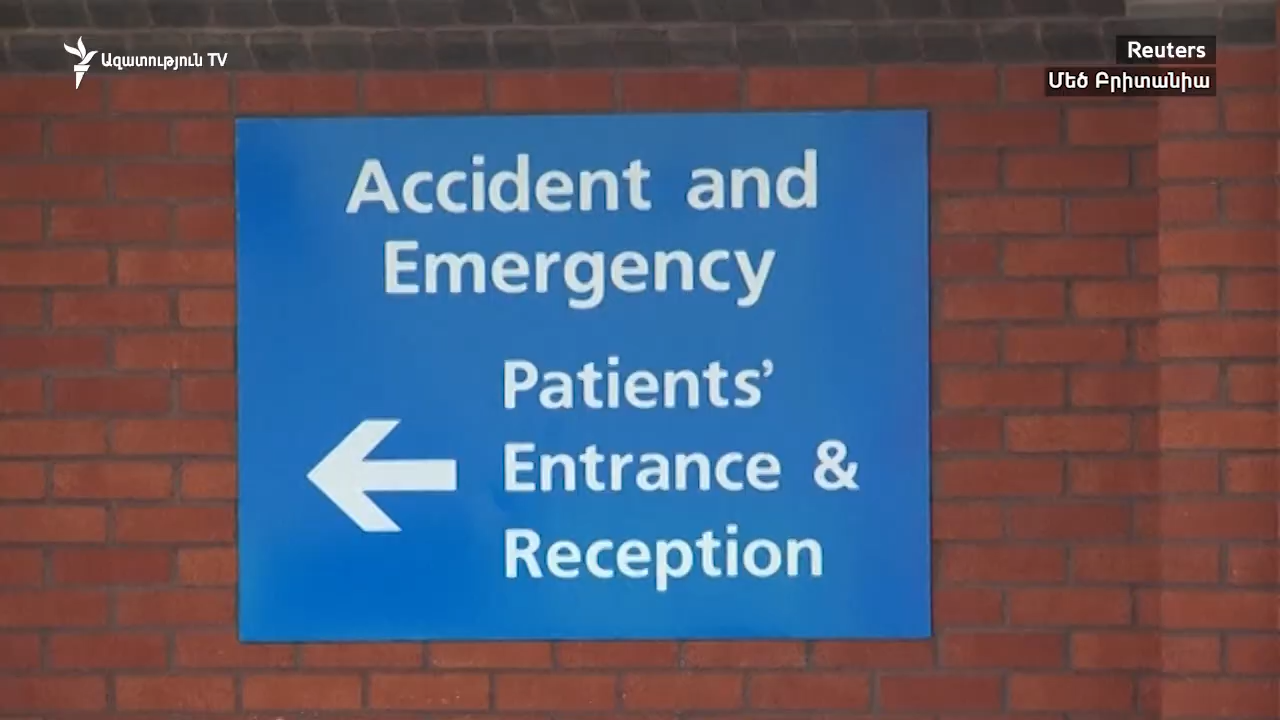 Ազատություն TV
Reuters
Մեծ Բրիտանիա
Accident and
Emergency
Patients’
Entrance &
Reception